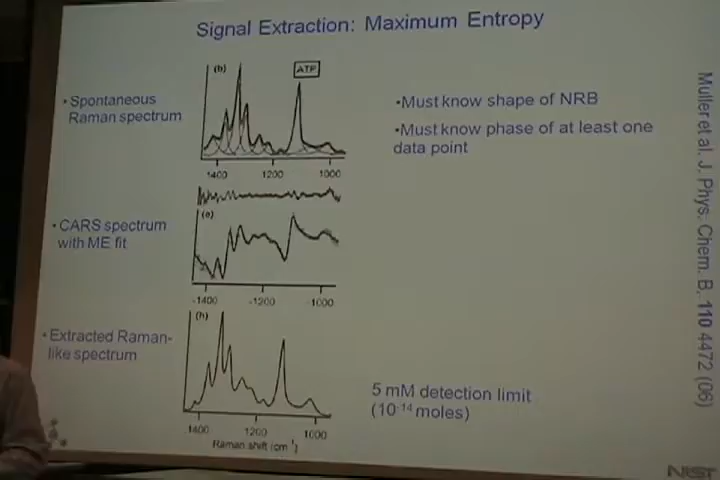 Signal Extraction: Maximum Entropy
(b)
ATP
• Spontaneous
Raman spectrum
1400 1200 1000
•Must know shape of NRB
•Must know phase of at least one
data point
• CARS spectrum
with ME fit
(e)
-1400 -1200 -1000
• Extracted Raman-
like spectrum
(h)
1400 1200 1000
Raman shift (cm⁻¹)
5 mM detection limit
(10⁻¹⁴ moles)
Muller et al. J. Phys. Chem. B. 110 4472 (06)
NIST